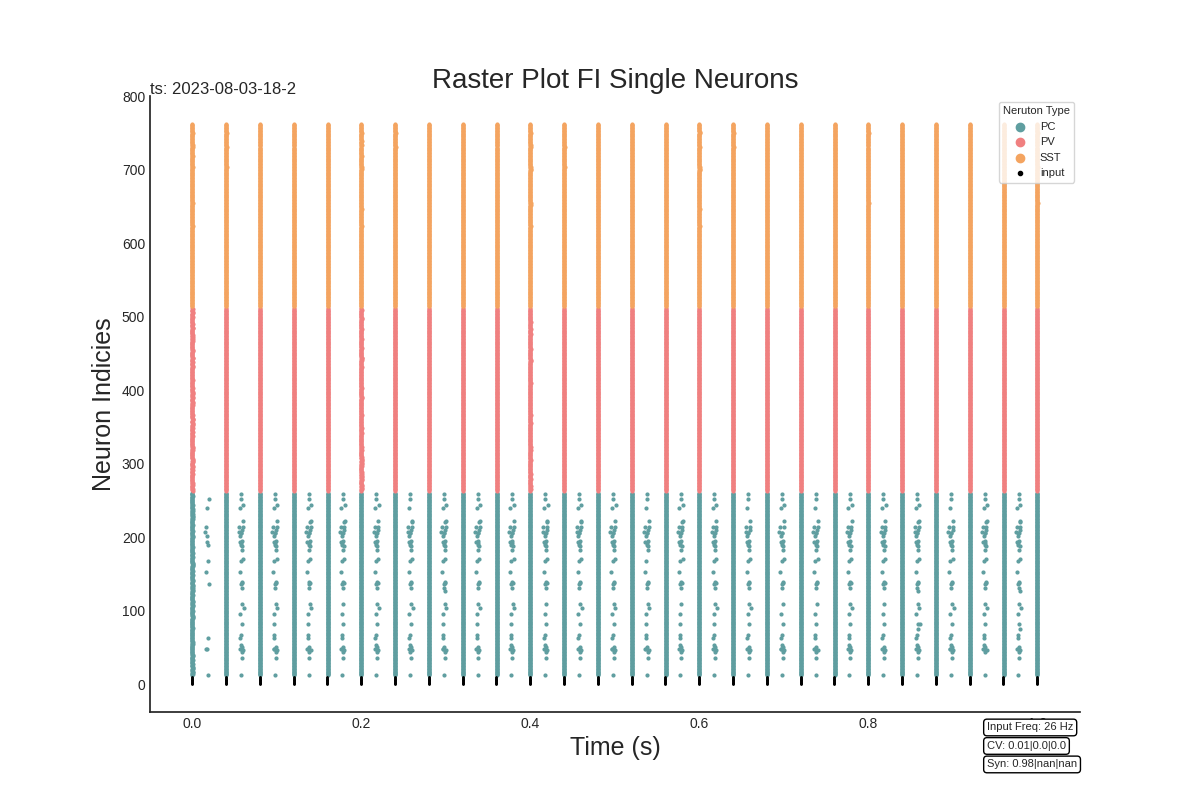 Raster Plot FI Single Neurons
ts: 2023-08-03-18-2
800
700
600
500
400
300
200
100
0
Neuron Indicies
Neruton Type
PC
PV
SST
input
0.0
0.2
0.4
0.6
0.8
Time (s)
Input Freq: 26 Hz
CV: 0.01|0.0|0.0
Syn: 0.98|nan|nan